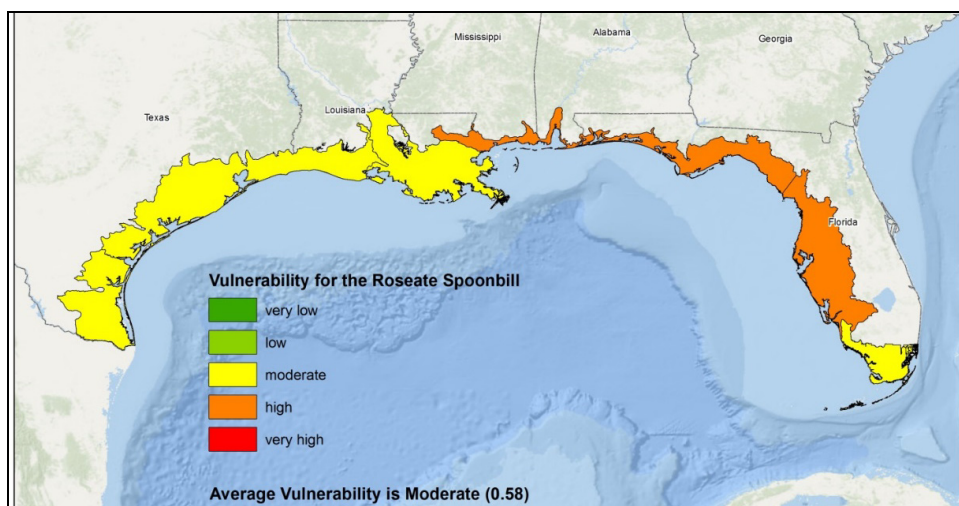 Mississippi
Alabama
Georgia
Texas
Louisiana
Florida
Vulnerability for the Roseate Spoonbill
very low
low
moderate
high
very high
Average Vulnerability is Moderate (0.58)